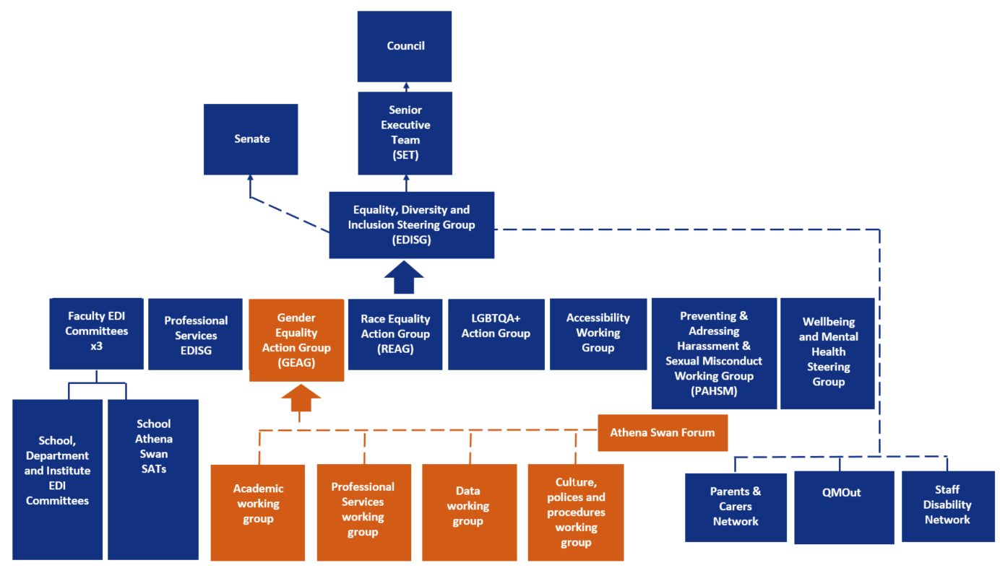 Council
Senior
Executive
Team
(SET)
Senate
Equality, Diversity and
Inclusion Steering Group
(EDISG)
Faculty EDI
Committees
x3
Professional
Services
EDISG
Gender
Equality
Action Group
(GEAG)
Race Equality
Action Group
(REAG)
LGBTQA+
Action Group
Accessibility
Working
Group
Preventing &
Adressing
Harassment &
Sexual Misconduct
Working Group
(PAHSM)
Wellbeing
and Mental
Health
Steering
Group
School,
Department
and Institute
EDI
Committees
School
Athena
Swan
SATs
Athena Swan Forum
Academic
working
group
Professional
Services
working
group
Data
working
group
Culture,
polices and
procedures
working
group
Parents &
Carers
Network
QMOut
Staff
Disability
Network